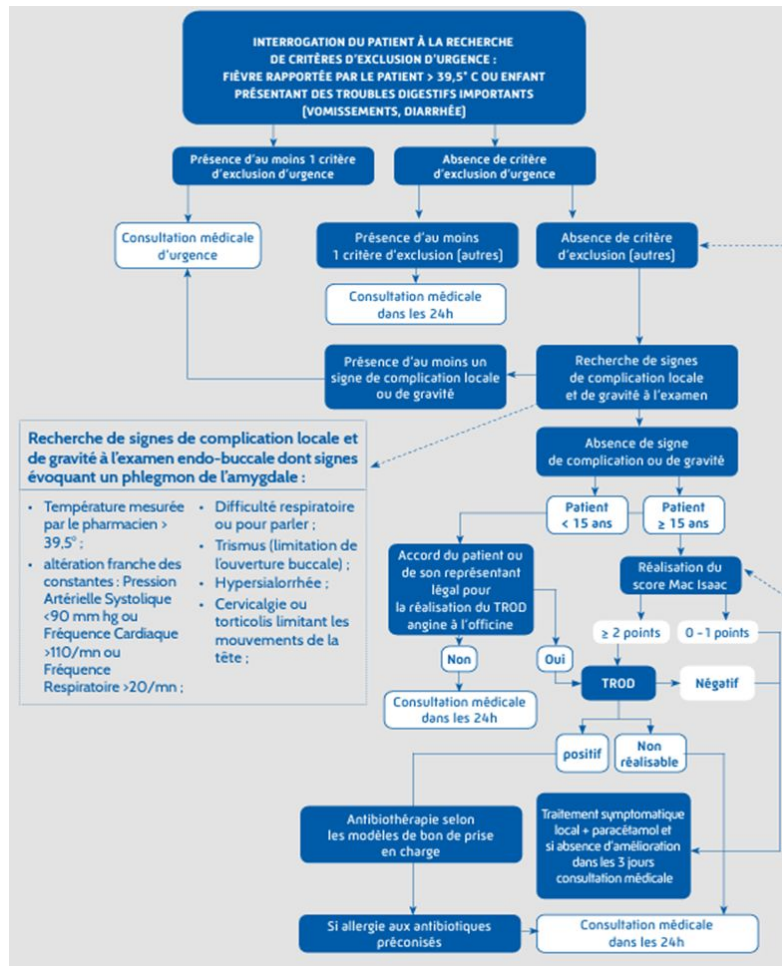 INTERROGATION DU PATIENT À LA RECHERCHE
DE CRITÈRES D'EXCLUSION D'URGENCE :
FIÈVRE RAPPORTÉE PAR LE PATIENT > 39,5° C OU ENFANT
PRÉSENTANT DES TROUBLES DIGESTIFS IMPORTANTS
(VOMISSEMENTS, DIARRHÉE)
Présence d'au moins 1 critère
d'exclusion d'urgence
Absence de critère
d'exclusion d'urgence
Consultation médicale
d'urgence
Présence d'au moins
1 critère d'exclusion (autres)
Absence de critère
d'exclusion (autres)
Consultation médicale
dans les 24h
Présence d'au moins un
signe de complication locale
ou de gravité
Recherche de signes
de complication locale
et de gravité à l'examen
Recherche de signes de complication locale et
de gravité à l'examen endo-buccale dont signes
évoquant un phlegmon de l'amygdale :
• Température mesurée
par le pharmacien >
39,5° ;
• altération franche des
constantes : Pression
Artérielle Systolique
<90 mm hg ou
Fréquence Cardiaque
>110/mn ou
Fréquence
Respiratoire >20/mn ;
• Difficulté respiratoire
ou pour parler ;
• Trismus (limitation de
l'ouverture buccale) ;
• Hypersialorrhée ;
• Cervicalgie ou
torticolis limitant les
mouvements de la
tête ;
Absence de signe
de complication ou de gravité
Patient
< 15 ans
Patient
≥ 15 ans
Accord du patient ou
de son représentant
légal pour
la réalisation du TROD
angine à l'officine
Réalisation du
score Mac Isaac
≥ 2 points
0 - 1 points
Non
Oui
TROD
Négatif
Consultation médicale
dans les 24h
positif
Non
réalisable
Antibiothérapie selon
les modèles de bon de prise
en charge
Traitement symptomatique
local + paracétamol et
si absence d'amélioration
dans les 3 jours
consultation médicale
Si allergie aux antibiotiques
préconisés
Consultation médicale
dans les 24h